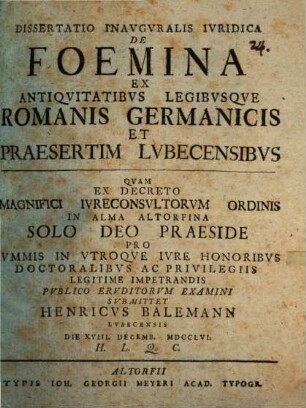 DISSERTATIO INAVGVRALIS IVRIDICA
DE
24.
FOEMINA
EX
ANTIQVITATIBVS LEGIBVSQVE
ROMANIS GERMANICIS
ET
PRAESERTIM LVBECENSIBVS
QVAM
EX DECRETO
MAGNIFICI IVRECONSVLTORVM ORDINIS
IN ALMA ALTORFINA
SOLO DEO PRAESIDE
PRO
VMMIS IN VTROQVE IVRE HONORIBVS
DOCTORALIBVS AC PRIVILEGIIS
LEGITIME IMPETRANDIS
PVBLICO ERVDITORVM EXAMINI
SVBMITTET
HENRICVS BALEMANN
LVBECENSIS
DIE XVIII. DECEMB. MDCCLVI.
H. L. Q. C.
ALTORFII
TYPIS IOH. GEORGII MEYERI ACAD. TYPOGR.